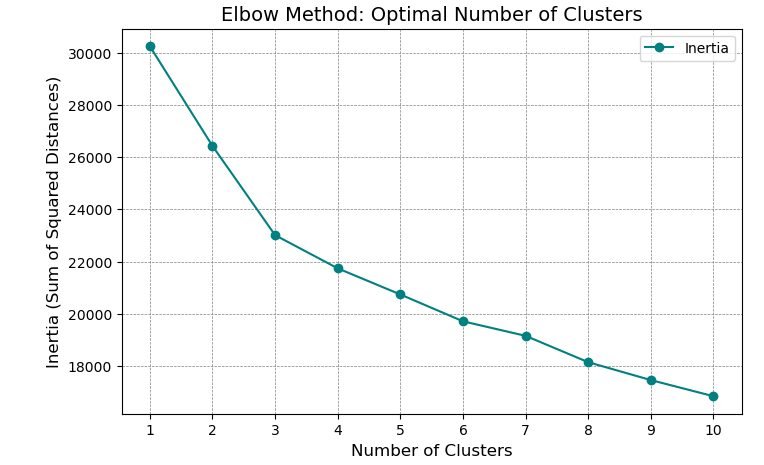 Elbow Method: Optimal Number of Clusters
Inertia
30000
28000
26000
24000
22000
20000
18000
Inertia (Sum of Squared Distances)
1 2 3 4 5 6 7 8 9 10
Number of Clusters